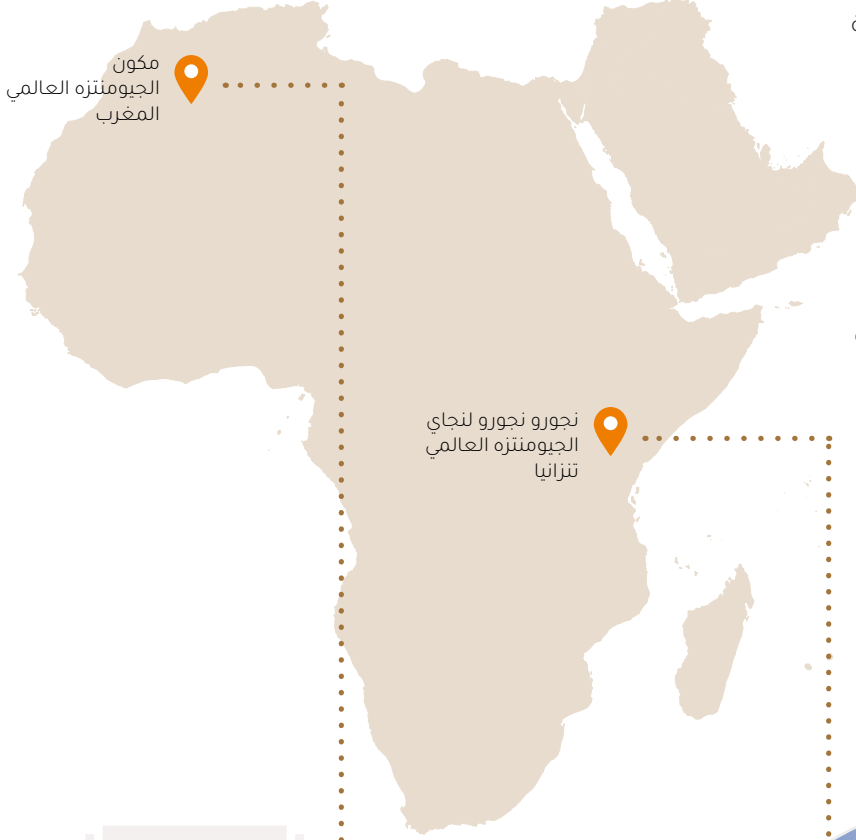 مكون
الجيومنتزه العالمي
المغرب
نجورو نجورو لنجاي
الجيومنتزه العالمي
تنزانيا